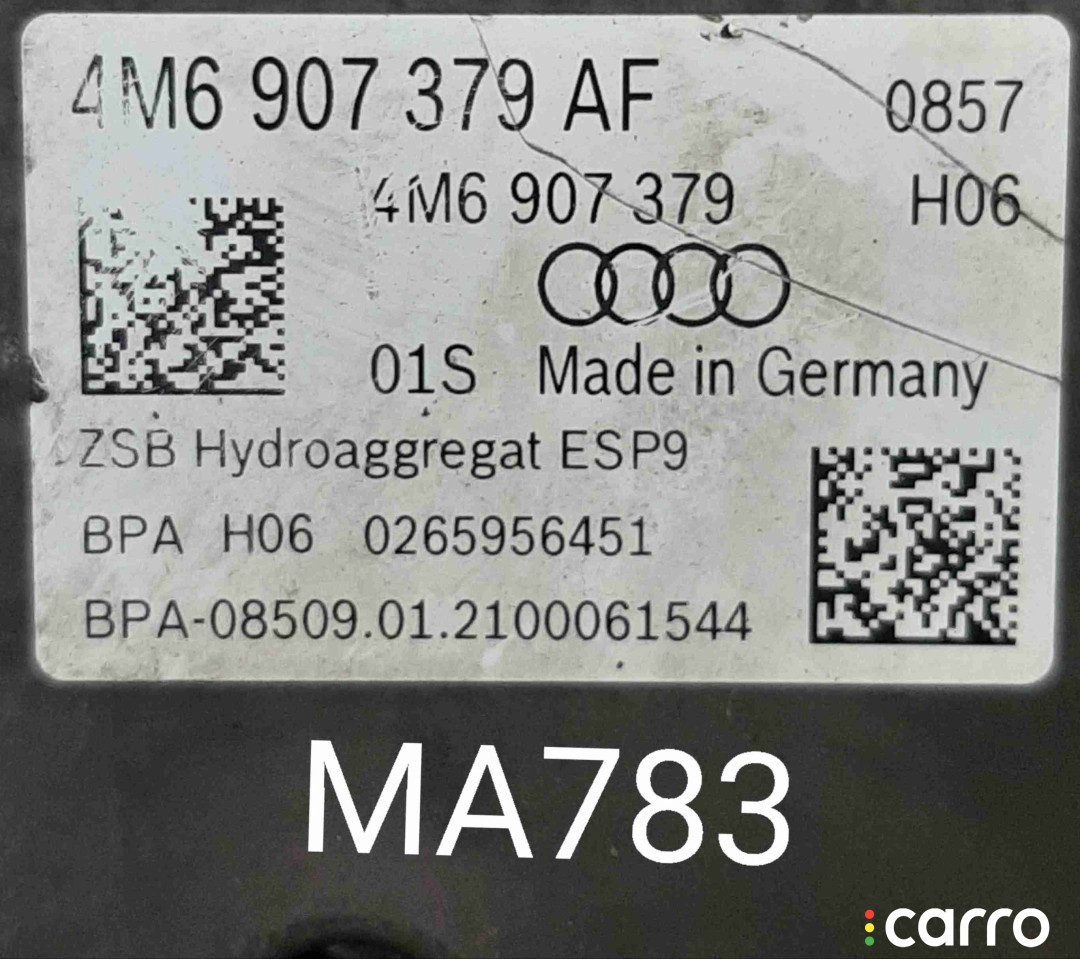 4M6 907 379 AF 0857
4M6 907 379 H06
01S Made in Germany
ZSB Hydroaggregat ESP9
BPA H06 0265956451
BPA-08509.01.2100061544
MA783
carro